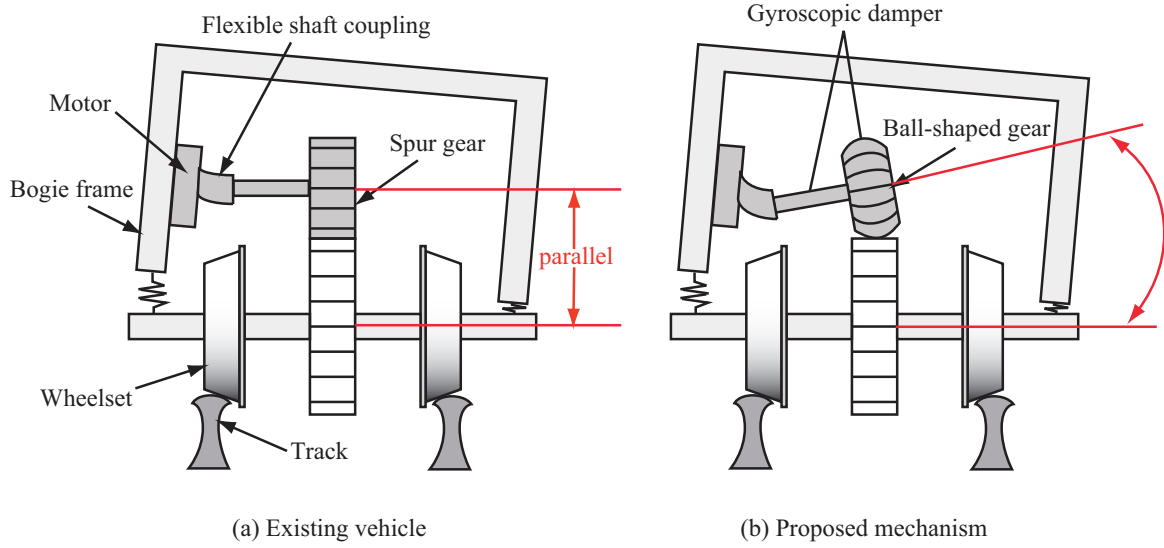 Flexible shaft coupling
Motor
Spur gear
Bogie frame
parallel
Wheelset
Track
(a) Existing vehicle
Gyroscopic damper
Ball-shaped gear
(b) Proposed mechanism